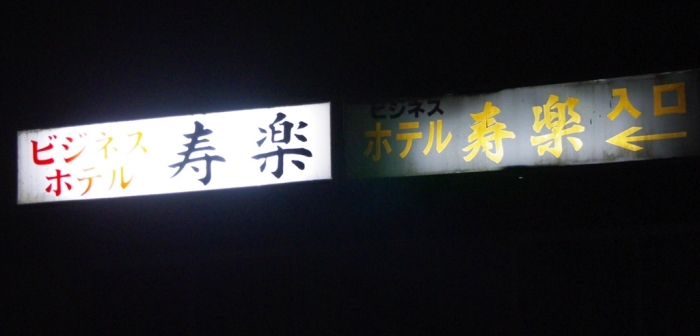 ビジネス
ホテル
寿楽
ビジネス
ホテル 寿楽
入口
←